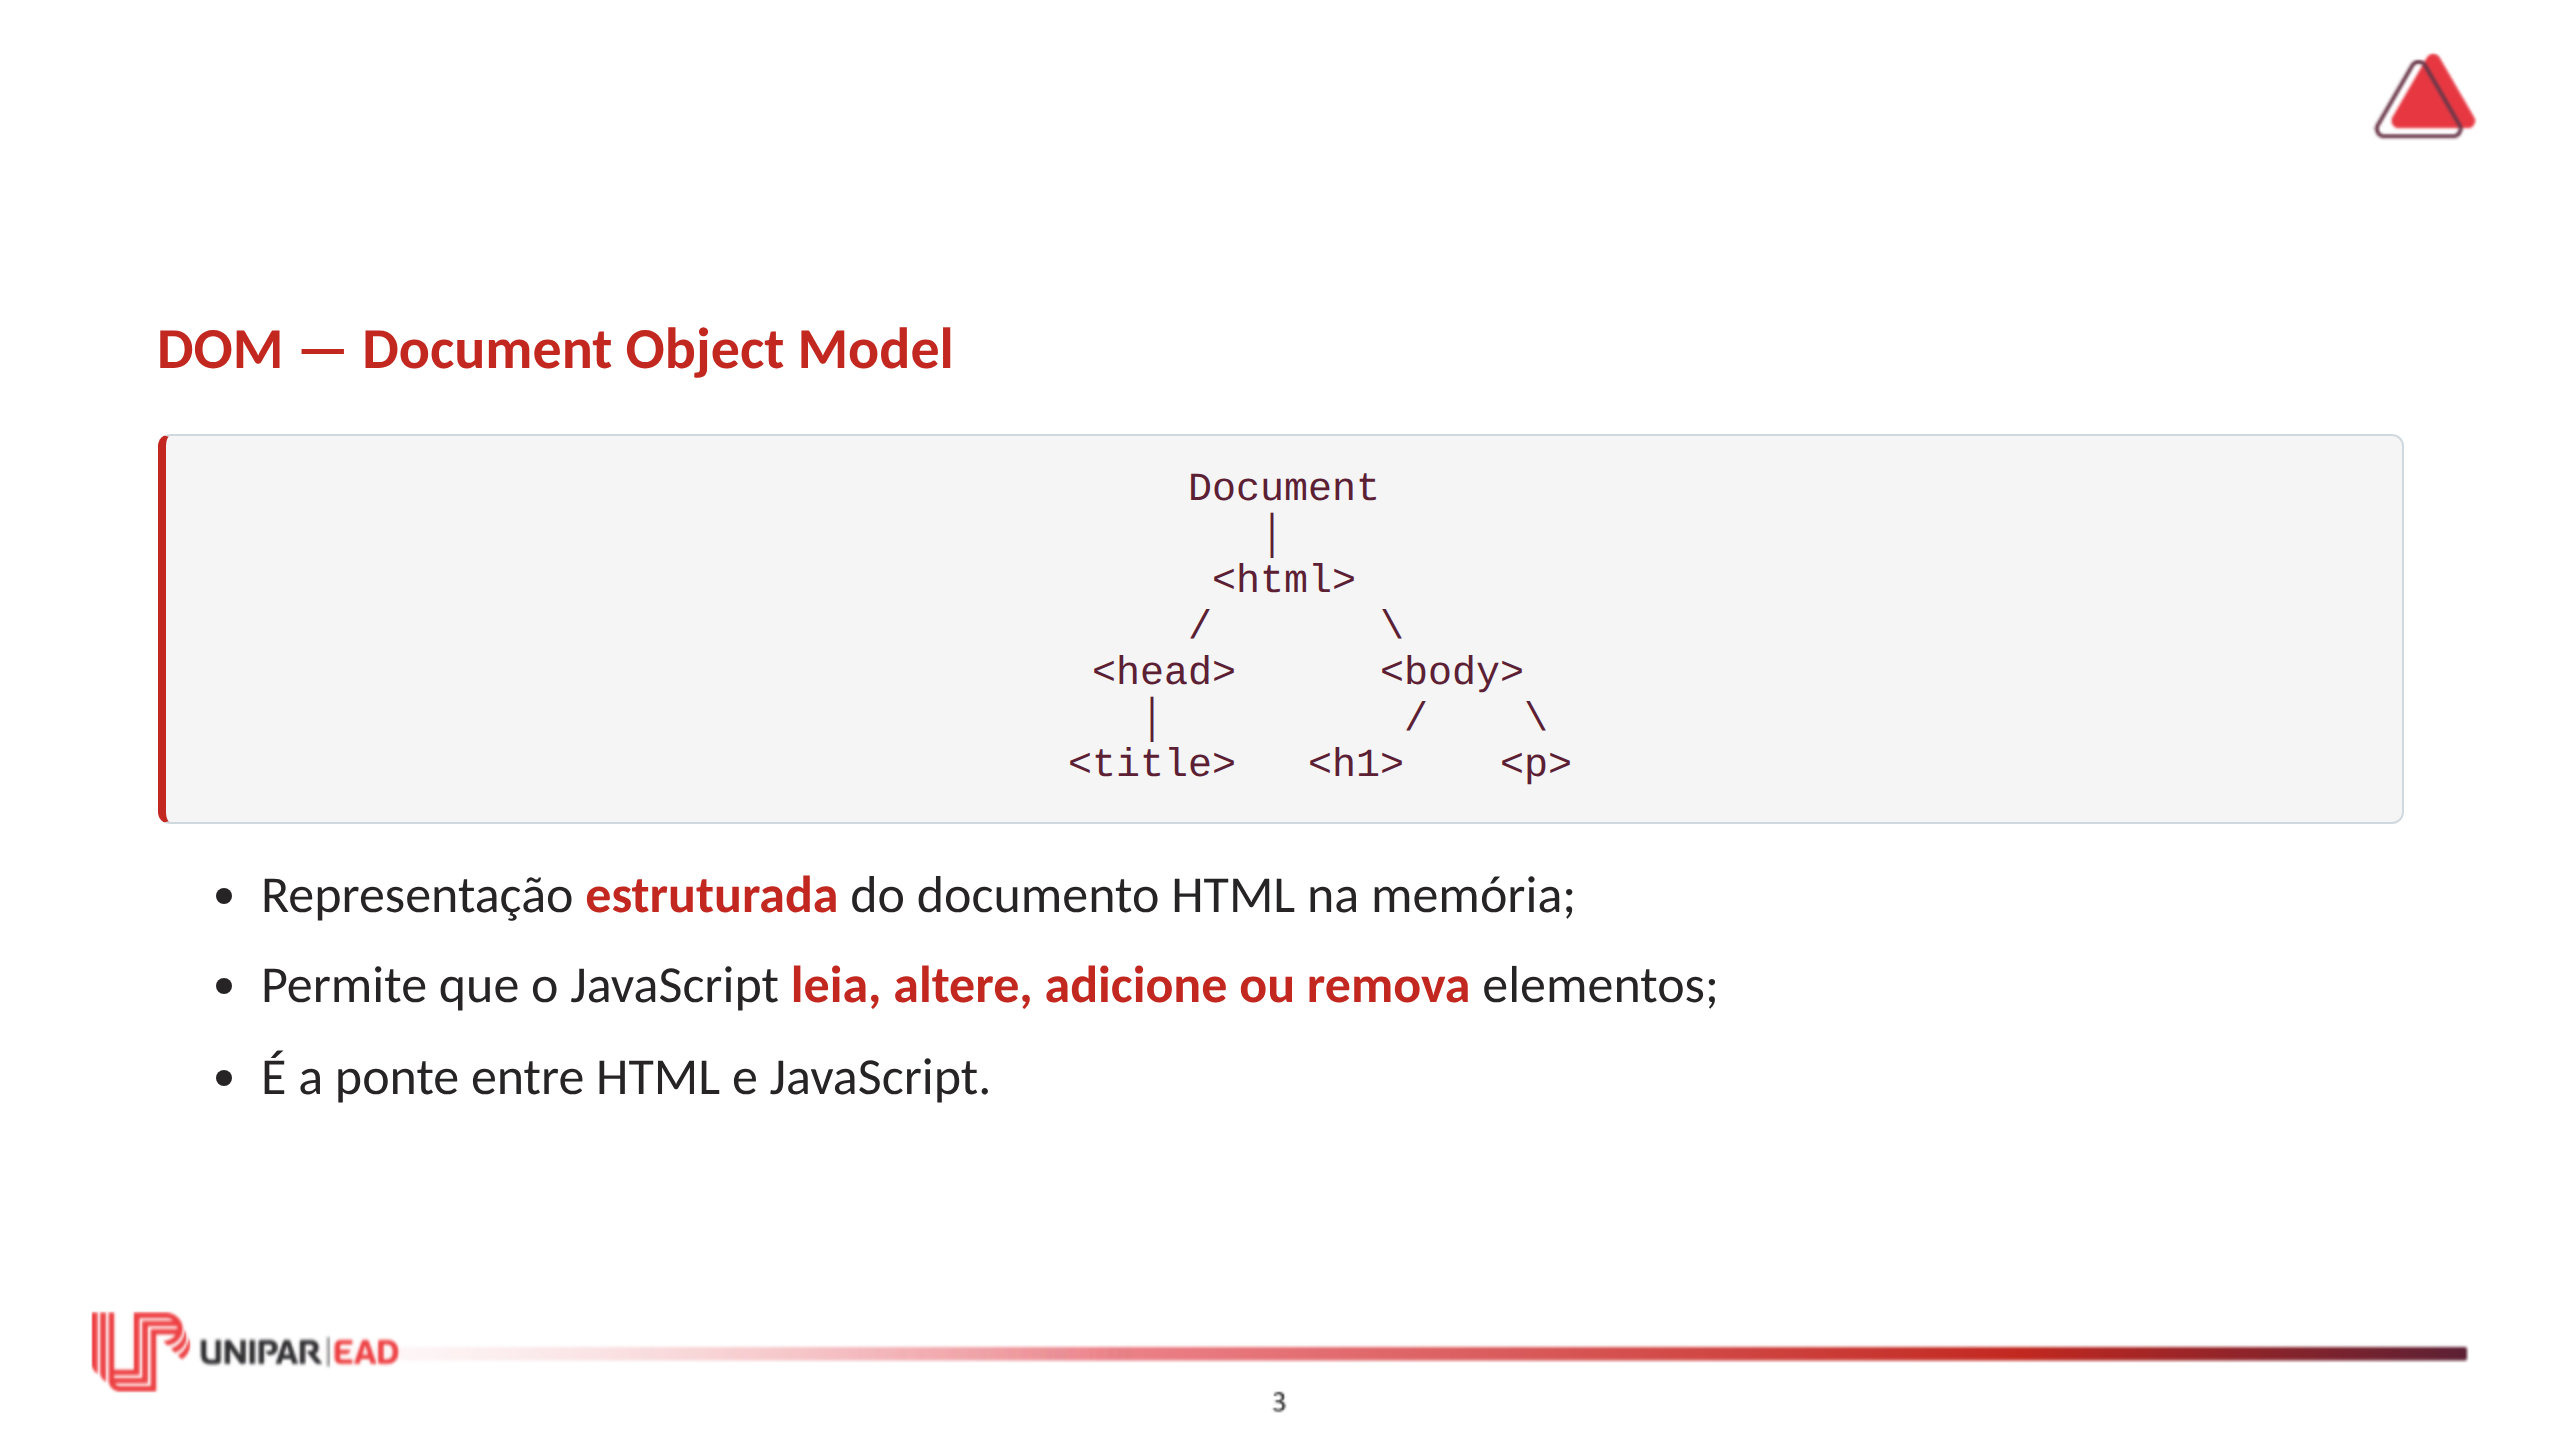 DOM — Document Object Model
Document
|
<html>
/ \
<head> <body>
| / \
<title> <h1> <p>
• Representação estruturada do documento HTML na memória;
• Permite que o JavaScript leia, altere, adicione ou remova elementos;
• É a ponte entre HTML e JavaScript.
UNIPAR|EAD
3